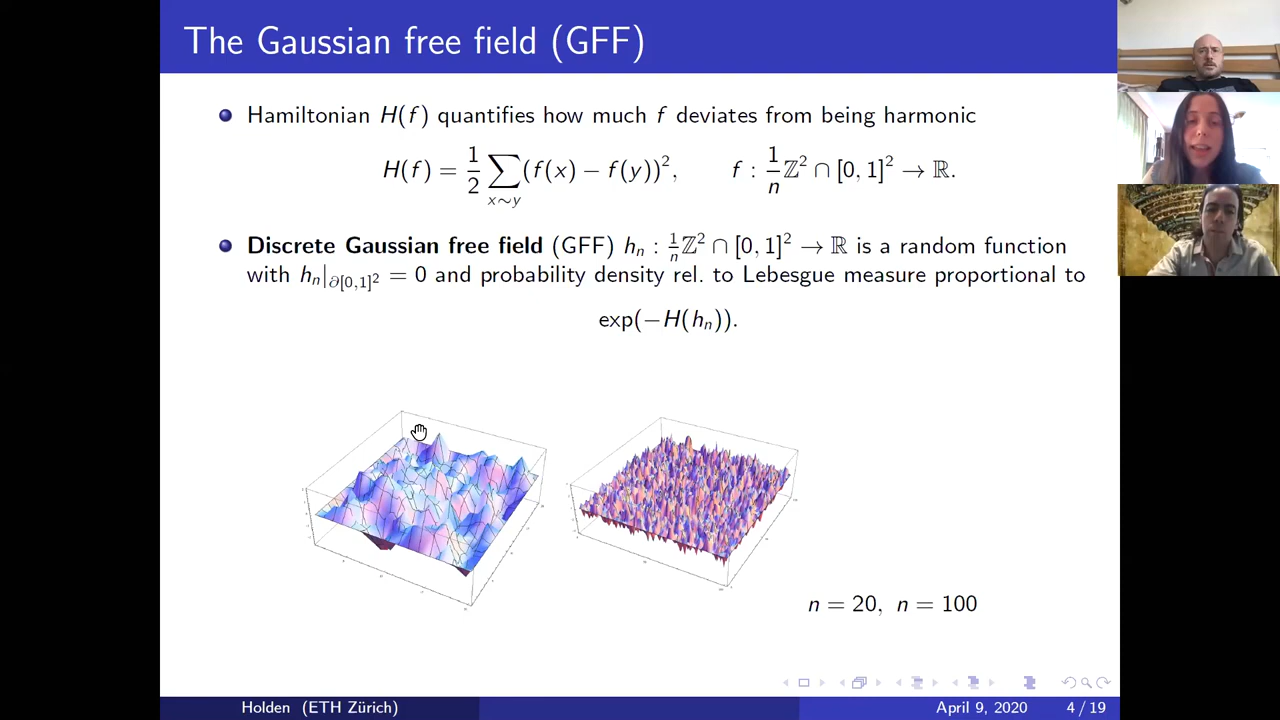 The Gaussian free field (GFF)
Hamiltonian H(f) quantifies how much f deviates from being harmonic
H(f) = 1/2 ∑_{x∼y} (f(x) − f(y))², f : 1/n ℤ² ∩ [0, 1]² → ℝ.
Discrete Gaussian free field (GFF) hₙ : 1/n ℤ² ∩ [0, 1]² → ℝ is a random function
with hₙ|_{∂[0,1]²} = 0 and probability density rel. to Lebesgue measure proportional to
exp(−H(hₙ)).
n = 20, n = 100
Holden (ETH Zürich) April 9, 2020 4 / 19